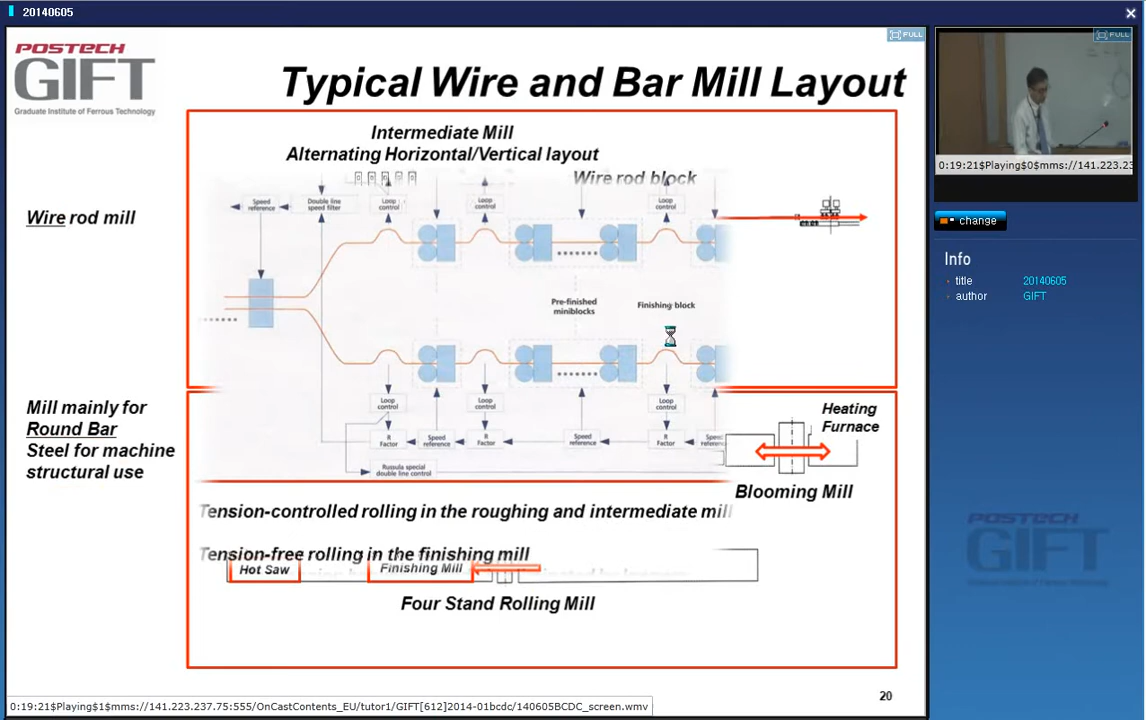 20140605
POSTECH
GIFT
Graduate Institute of Ferrous Technology
FULL
Typical Wire and Bar Mill Layout
Intermediate Mill
Alternating Horizontal/Vertical layout
Wire rod block
Wire rod mill
Speed
reference
Double line
speed filter
Loop
control
Loop
control
Loop
control
Pre-finished
miniblocks
Finishing block
Mill mainly for
Round Bar
Steel for machine
structural use
Loop
control
Loop
control
Loop
control
R
Factor
Speed
reference
R
Factor
Speed
reference
R
Factor
Russula special
double line control
Heating
Furnace
Blooming Mill
Tension-controlled rolling in the roughing and intermediate mill
Tension-free rolling in the finishing mill
Hot Saw
Finishing Mill
Four Stand Rolling Mill
20
0:19:21$Playing$1$mms://141.223.237.75:555/OnCastContents_EU/tutor1/GIFT[612]2014-01bcdc/140605BCDC_screen.wmv
FULL
0:19:21$Playing$0$mms://141.223.23
change
Info
title 20140605
author GIFT
POSTECH
GIFT